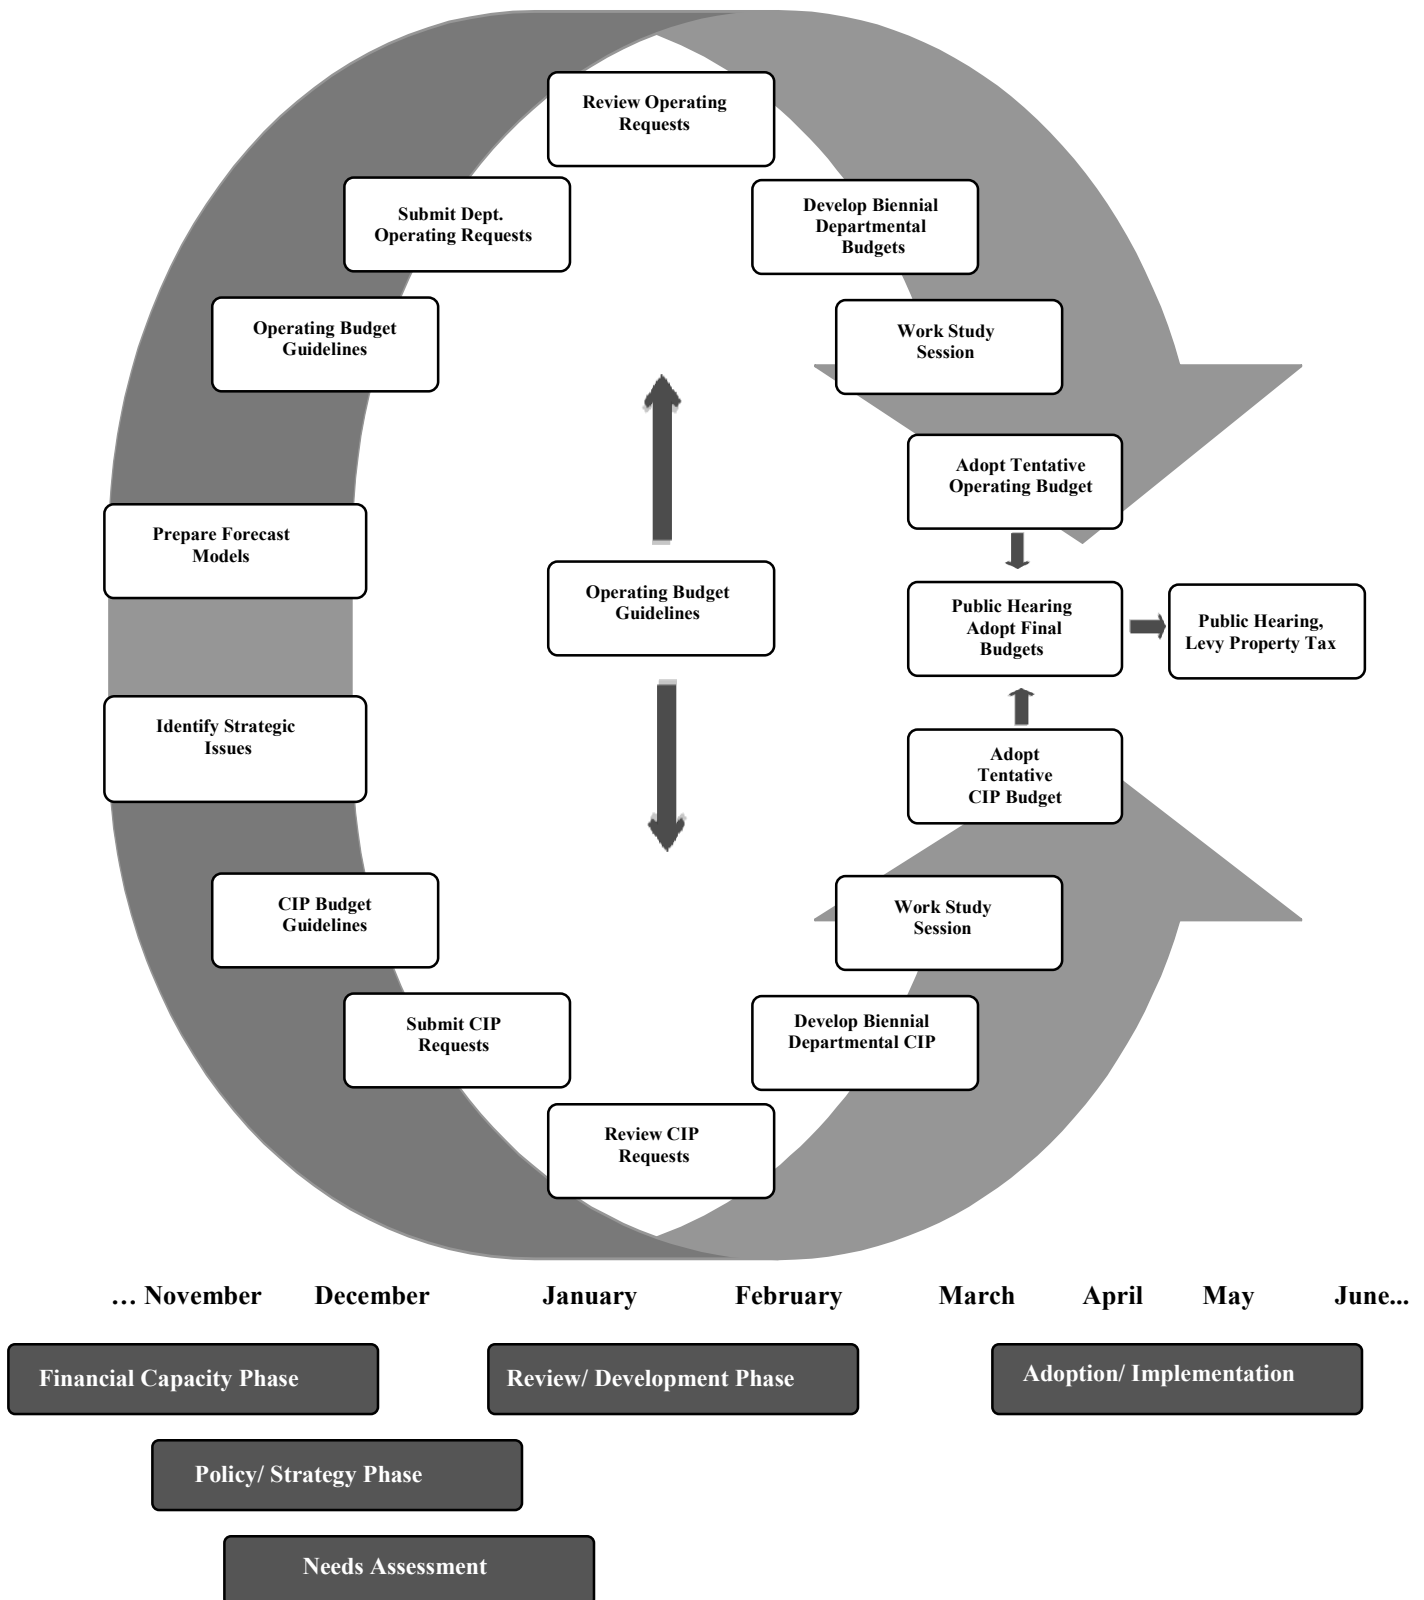 Review Operating
Requests
Submit Dept.
Operating Requests
Develop Biennial
Departmental
Budgets
Operating Budget
Guidelines
Work Study
Session
Adopt Tentative
Operating Budget
Prepare Forecast
Models
Operating Budget
Guidelines
Public Hearing
Adopt Final
Budgets
Public Hearing,
Levy Property Tax
Identify Strategic
Issues
Adopt
Tentative
CIP Budget
CIP Budget
Guidelines
Work Study
Session
Submit CIP
Requests
Develop Biennial
Departmental CIP
Review CIP
Requests
... November December January February March April May June...
Financial Capacity Phase
Review/ Development Phase
Adoption/ Implementation
Policy/ Strategy Phase
Needs Assessment